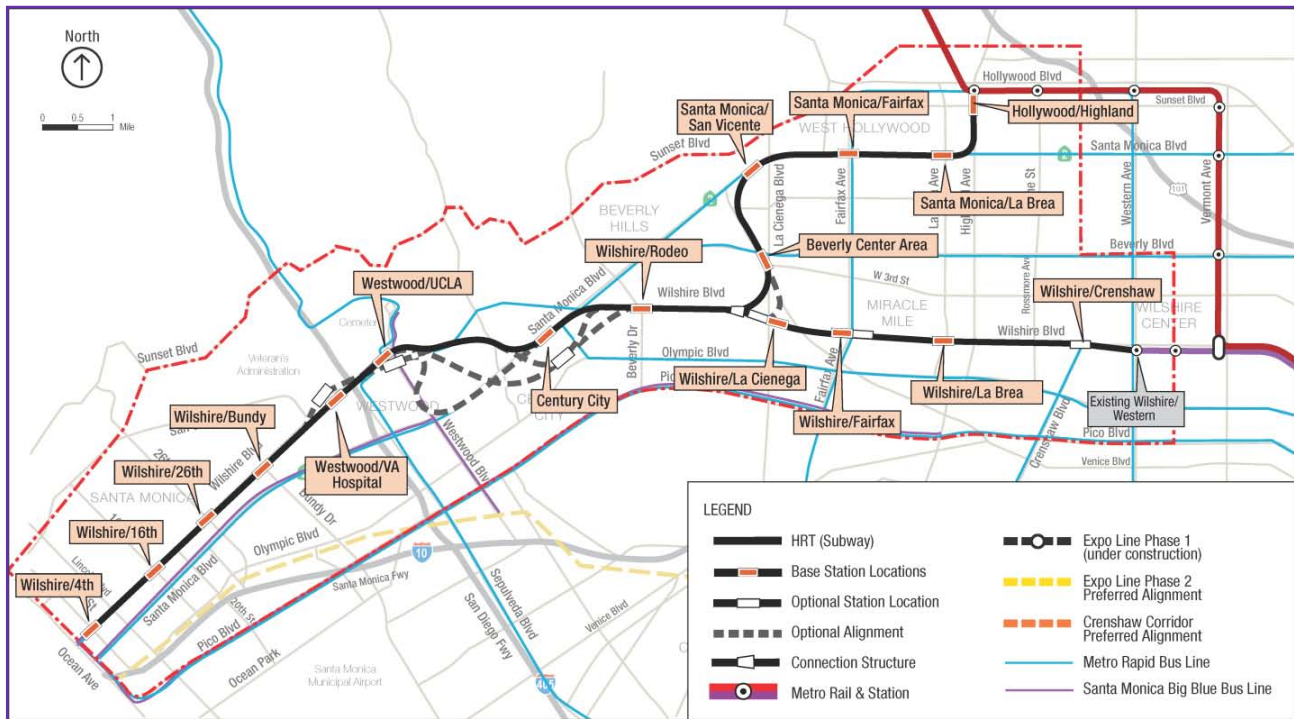 North
0 0.5 1
Mile
Hollywood Blvd
Sunset Blvd
Santa Monica/
San Vicente
Santa Monica/Fairfax
Hollywood/Highland
WEST HOLLYWOOD
Sunset Blvd
Santa Monica Blvd
La Cienega Blvd
Fairfax Ave
Highland Ave
Western Ave
Vermont Ave
101
Santa Monica/La Brea
BEVERLY
HILLS
Wilshire/Rodeo
Beverly Center Area
Beverly Blvd
Westwood/UCLA
Santa Monica Blvd
Wilshire Blvd
W 3rd St
Rossmore Ave
Wilshire/Crenshaw
MIRACLE
MILE
WILSHIRE
CENTER
Wilshire Blvd
Cemetery
Sunset Blvd
Veteran's
Administration
Beverly Dr
Olympic Blvd
Wilshire/La Cienega
Fairfax Ave
Wilshire/La Brea
Existing Wilshire/
Western
Century City
WESTWOOD
CITY
Wilshire/Fairfax
Crenshaw Blvd
Pico Blvd
Venice Blvd
Wilshire/Bundy
Westwood/VA
Hospital
Westwood Blvd
Wilshire/26th
SANTA MONICA
Bundy Dr
Wilshire/16th
Olympic Blvd
10
Santa Monica Fwy
Wilshire/4th
Santa Monica Blvd
20th St
Sepulveda Blvd
San Diego Fwy
Venice Blvd
Pico Blvd
Ocean Ave
Ocean Park
Santa Monica
Municipal Airport
405
LEGEND
HRT (Subway)
Base Station Locations
Optional Station Location
Optional Alignment
Connection Structure
Metro Rail & Station
Expo Line Phase 1
(under construction)
Expo Line Phase 2
Preferred Alignment
Crenshaw Corridor
Preferred Alignment
Metro Rapid Bus Line
Santa Monica Big Blue Bus Line